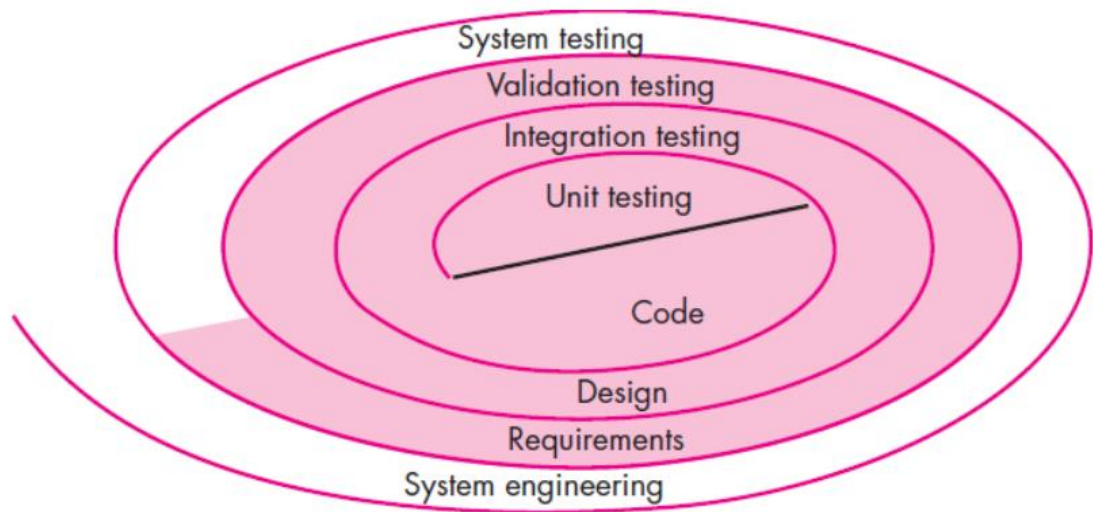 System testing
Validation testing
Integration testing
Unit testing
Code
Design
Requirements
System engineering